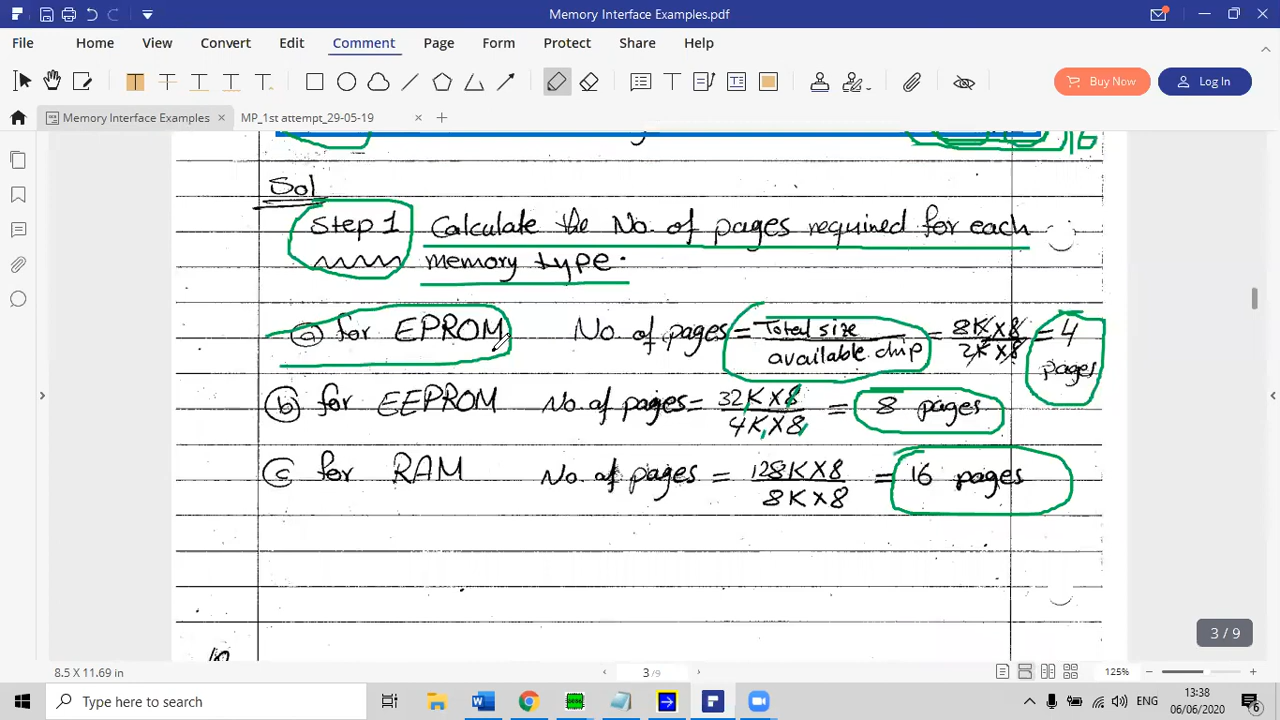 Memory Interface Examples.pdf
File Home View Convert Edit Comment Page Form Protect Share Help
Buy Now Log In
Memory Interface Examples × MP_1st attempt_29-05-19 × +
16
Sol
Step 1 Calculate the No. of pages required for each
memory type.
(a) for EPROM No. of pages = Total size / available chip = 8K X 8 / 2K X 8 = 4 pages
(b) for EEPROM No. of pages = 32K X 8 / 4K X 8 = 8 pages
(c) for RAM No. of pages = 128K X 8 / 8K X 8 = 16 pages
3 / 9
8.5 x 11.69 in 3 /9 125%
Type here to search ENG 13:38
06/06/2020 6